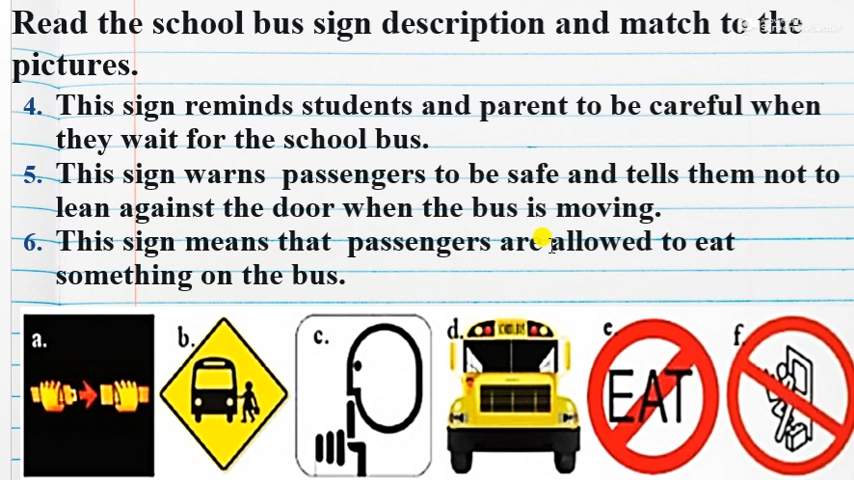 Read the school bus sign description and match to the
pictures.
4. This sign reminds students and parent to be careful when
they wait for the school bus.
5. This sign warns passengers to be safe and tells them not to
lean against the door when the bus is moving.
6. This sign means that passengers are allowed to eat
something on the bus.
a. b. c. d. e. f.
SCHOOL BUS
EAT